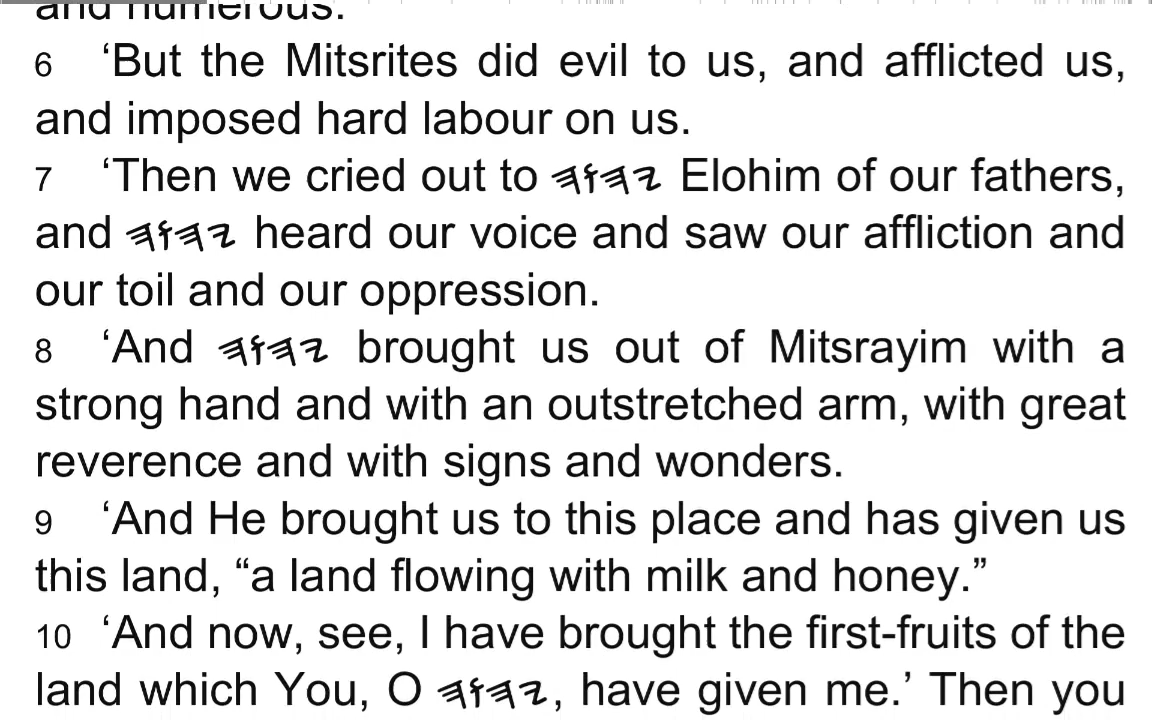 and numerous.
6 ‘But the Mitsrites did evil to us, and afflicted us,
and imposed hard labour on us.
7 ‘Then we cried out to 𐤉𐤄𐤅𐤄 Elohim of our fathers,
and 𐤉𐤄𐤅𐤄 heard our voice and saw our affliction and
our toil and our oppression.
8 ‘And 𐤉𐤄𐤅𐤄 brought us out of Mitsrayim with a
strong hand and with an outstretched arm, with great
reverence and with signs and wonders.
9 ‘And He brought us to this place and has given us
this land, “a land flowing with milk and honey.”
10 ‘And now, see, I have brought the first-fruits of the
land which You, O 𐤉𐤄𐤅𐤄, have given me.’ Then you